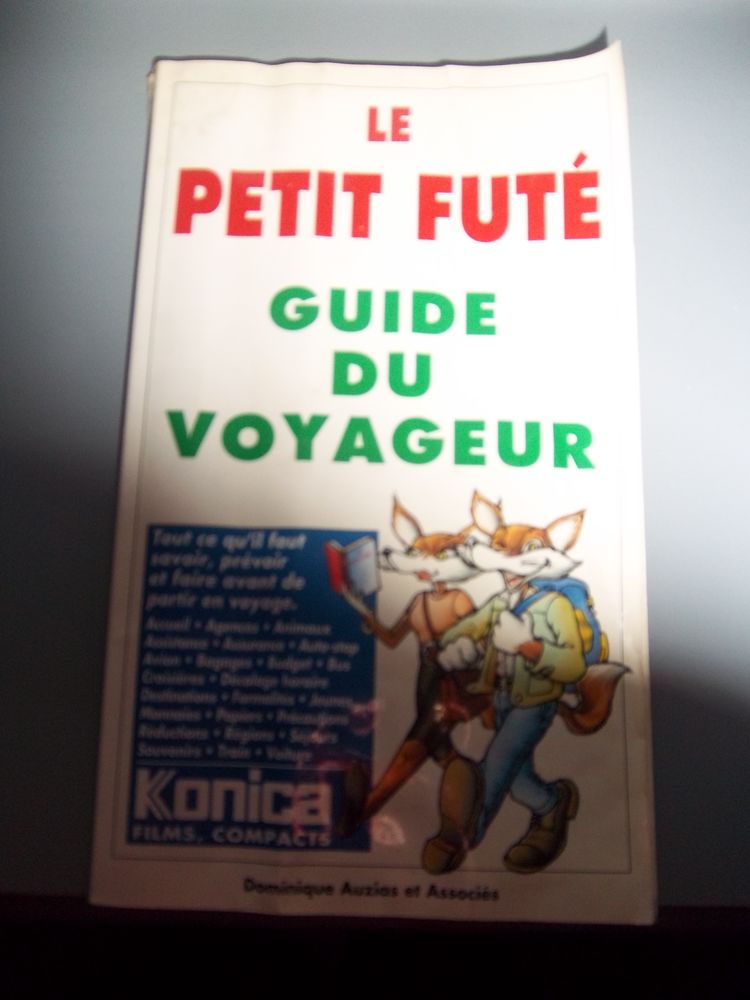 LE
PETIT FUTÉ
GUIDE
DU
VOYAGEUR
Tout ce qu'il faut
savoir, prévoir
et faire avant de
partir en voyage.
Accueil • Agences • Animaux
Assistance • Assurance • Auto-stop
Avion • Bagages • Budget • Bus
Croisières • Décalage horaire
Destinations • Formalités • Jeunes
Monnaies • Papiers • Précautions
Réductions • Régions • Séjours
Souvenirs • Train • Voiture
Konica
FILMS, COMPACTS
Dominique Auzias et Associés